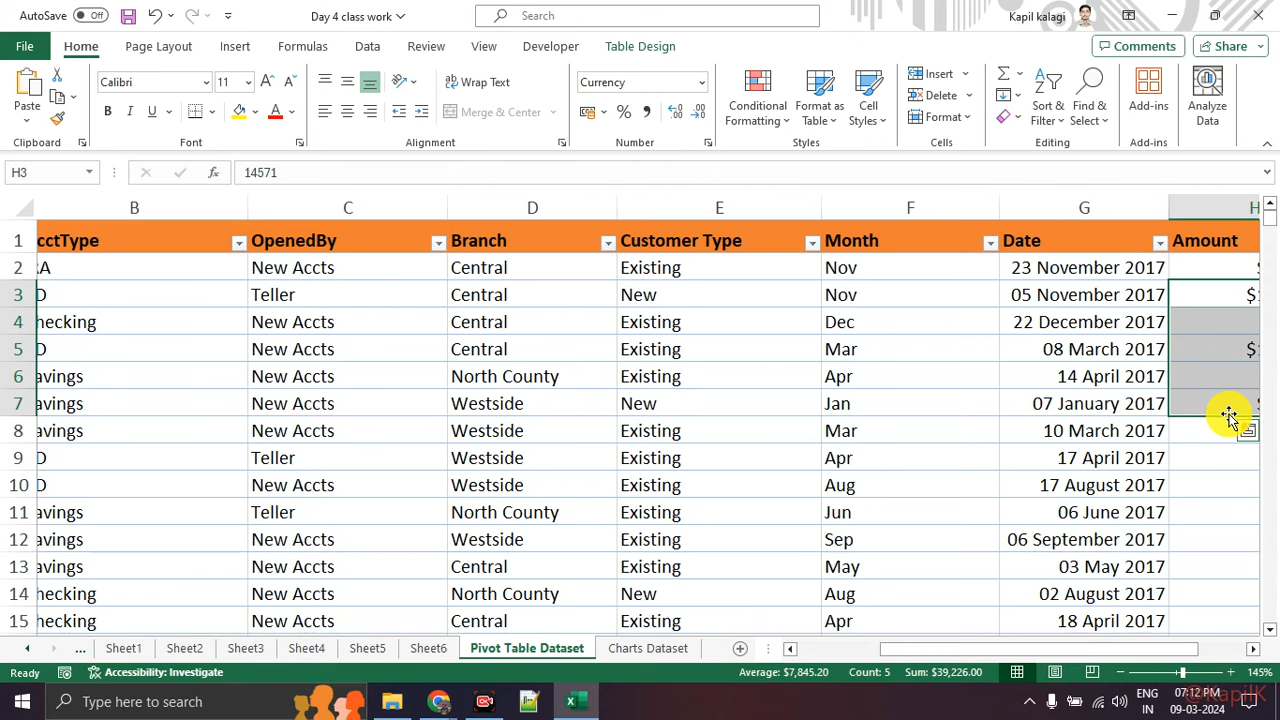 AutoSave Off Day 4 class work Search Kapil kalagi
File Home Page Layout Insert Formulas Data Review View Developer Table Design Comments Share
Paste Calibri 11 A A Wrap Text Currency Conditional Formatting Format as Table Cell Styles Insert Delete Format Sort & Filter Find & Select Add-ins Analyze Data
B I U A Merge & Center % ,
Clipboard Font Alignment Number Styles Cells Editing Add-ins
H3 fx 14571
B C D E F G H
1 cctType OpenedBy Branch Customer Type Month Date Amount
2 RA New Accts Central Existing Nov 23 November 2017
3 D Teller Central New Nov 05 November 2017 $
4 hecking New Accts Central Existing Dec 22 December 2017
5 D New Accts Central Existing Mar 08 March 2017 $
6 avings New Accts North County Existing Apr 14 April 2017
7 avings New Accts Westside New Jan 07 January 2017
8 avings New Accts Westside Existing Mar 10 March 2017
9 D Teller Westside Existing Apr 17 April 2017
10 D New Accts Westside Existing Aug 17 August 2017
11 avings Teller North County Existing Jun 06 June 2017
12 avings New Accts Westside Existing Sep 06 September 2017
13 avings New Accts Central Existing May 03 May 2017
14 hecking New Accts North County New Aug 02 August 2017
15 hecking New Accts Central Existing Apr 18 April 2017
... Sheet1 Sheet2 Sheet3 Sheet4 Sheet5 Sheet6 Pivot Table Dataset Charts Dataset
Ready Accessibility: Investigate Average: $7,845.20 Count: 5 Sum: $39,226.00 145%
Type here to search ENG IN 07:12 PM 09-03-2024
@KapilK